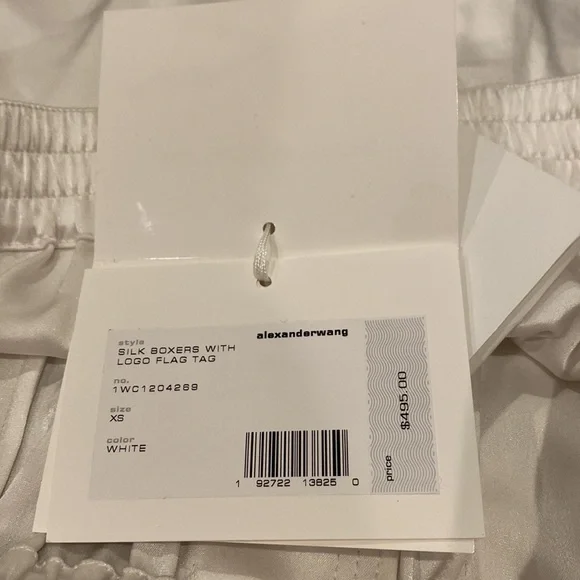 alexanderwang
style
SILK BOXERS WITH
LOGO FLAG TAG
no.
1WC1204269
size
XS
color
WHITE
1 92722 13825 0
price
$495.00